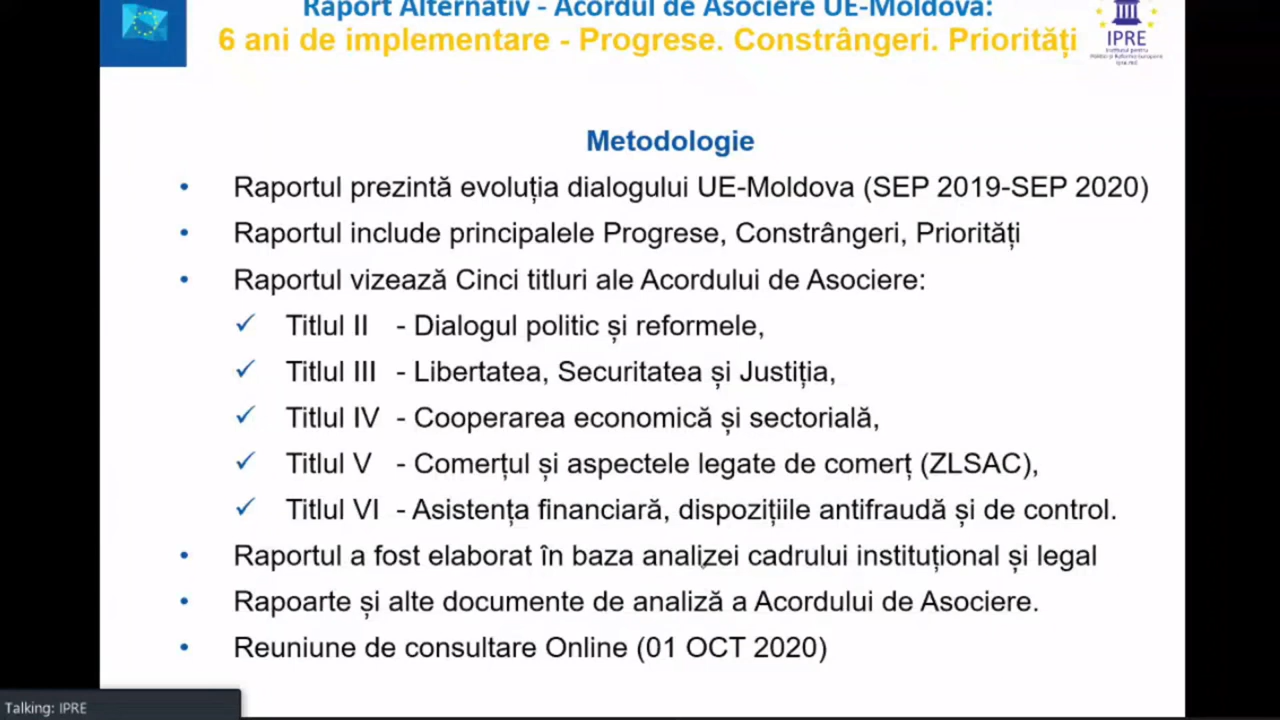 Raport Alternativ - Acordul de Asociere UE-Moldova:
6 ani de implementare - Progrese. Constrângeri. Priorități
IPRE
Institutul pentru
Politici și Reforme Europene
ipre.md
Metodologie
• Raportul prezintă evoluția dialogului UE-Moldova (SEP 2019-SEP 2020)
• Raportul include principalele Progrese, Constrângeri, Priorități
• Raportul vizează Cinci titluri ale Acordului de Asociere:
✓ Titlul II - Dialogul politic și reformele,
✓ Titlul III - Libertatea, Securitatea și Justiția,
✓ Titlul IV - Cooperarea economică și sectorială,
✓ Titlul V - Comerțul și aspectele legate de comerț (ZLSAC),
✓ Titlul VI - Asistența financiară, dispozițiile antifraudă și de control.
• Raportul a fost elaborat în baza analizei cadrului instituțional și legal
• Rapoarte și alte documente de analiză a Acordului de Asociere.
• Reuniune de consultare Online (01 OCT 2020)
Talking: IPRE